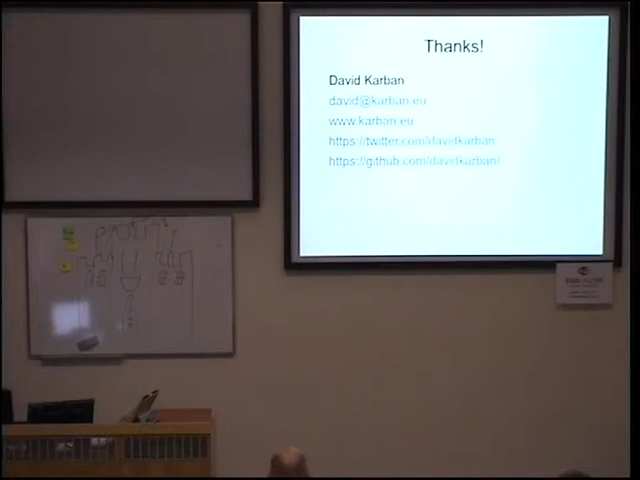 Thanks!
David Karban
david@karban.eu
www.karban.eu
https://twitter.com/davidkarban
https://github.com/davidkarban/